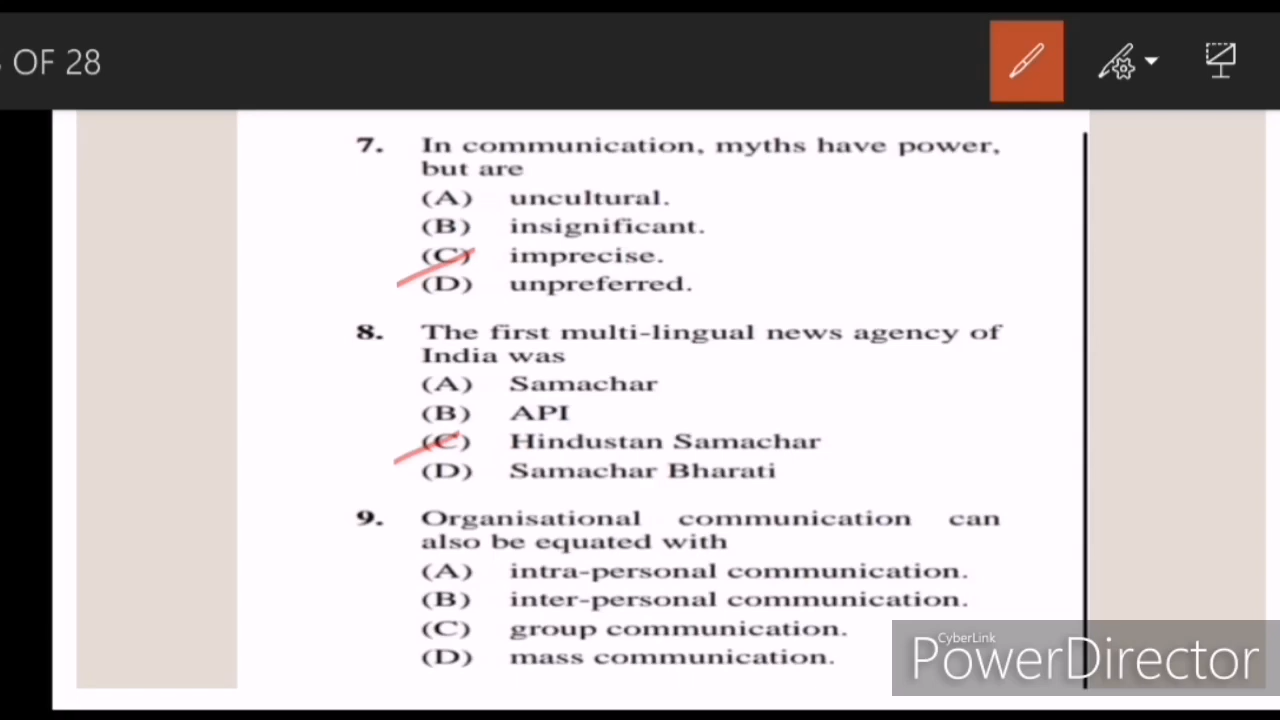 OF 28
7. In communication, myths have power,
but are
(A) uncultural.
(B) insignificant.
(C) imprecise.
(D) unpreferred.
8. The first multi-lingual news agency of
India was
(A) Samachar
(B) API
(C) Hindustan Samachar
(D) Samachar Bharati
9. Organisational communication can
also be equated with
(A) intra-personal communication.
(B) inter-personal communication.
(C) group communication.
(D) mass communication.
CyberLink
PowerDirector